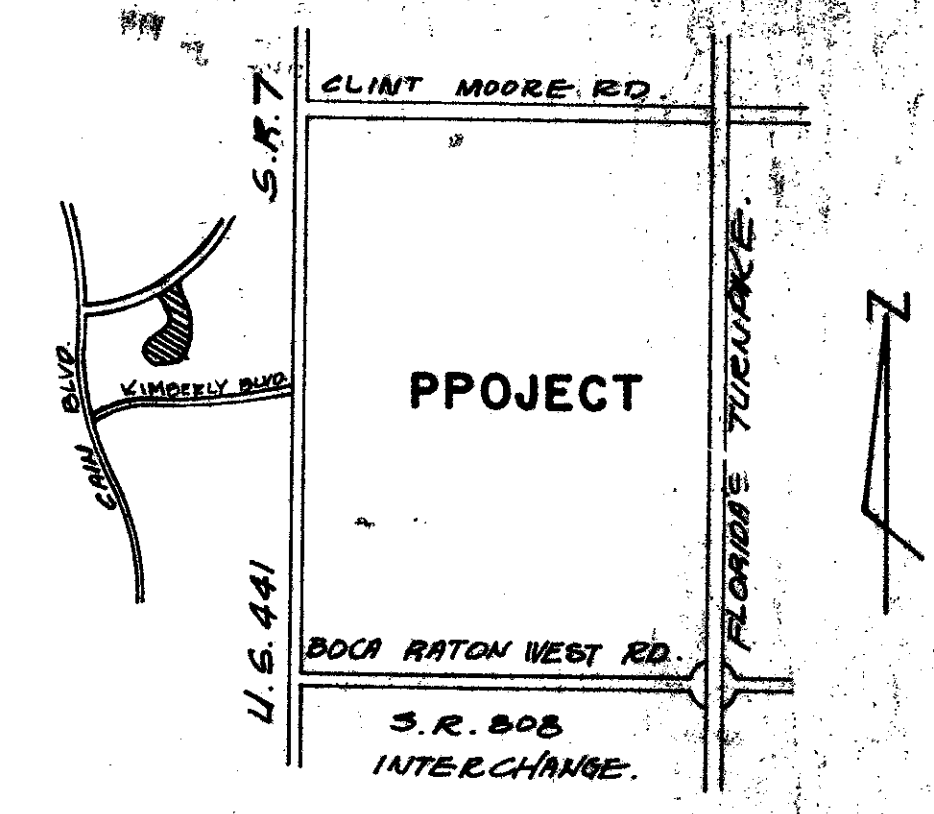 CLINT MOORE RD.
S.R. 7
FLORIDA'S TURNPIKE.
N
CAIN BLVD.
KIMBERLY BLVD.
PPOJECT
U.S. 441
BOCA RATON WEST RD.
S.R. 808
INTERCHANGE.